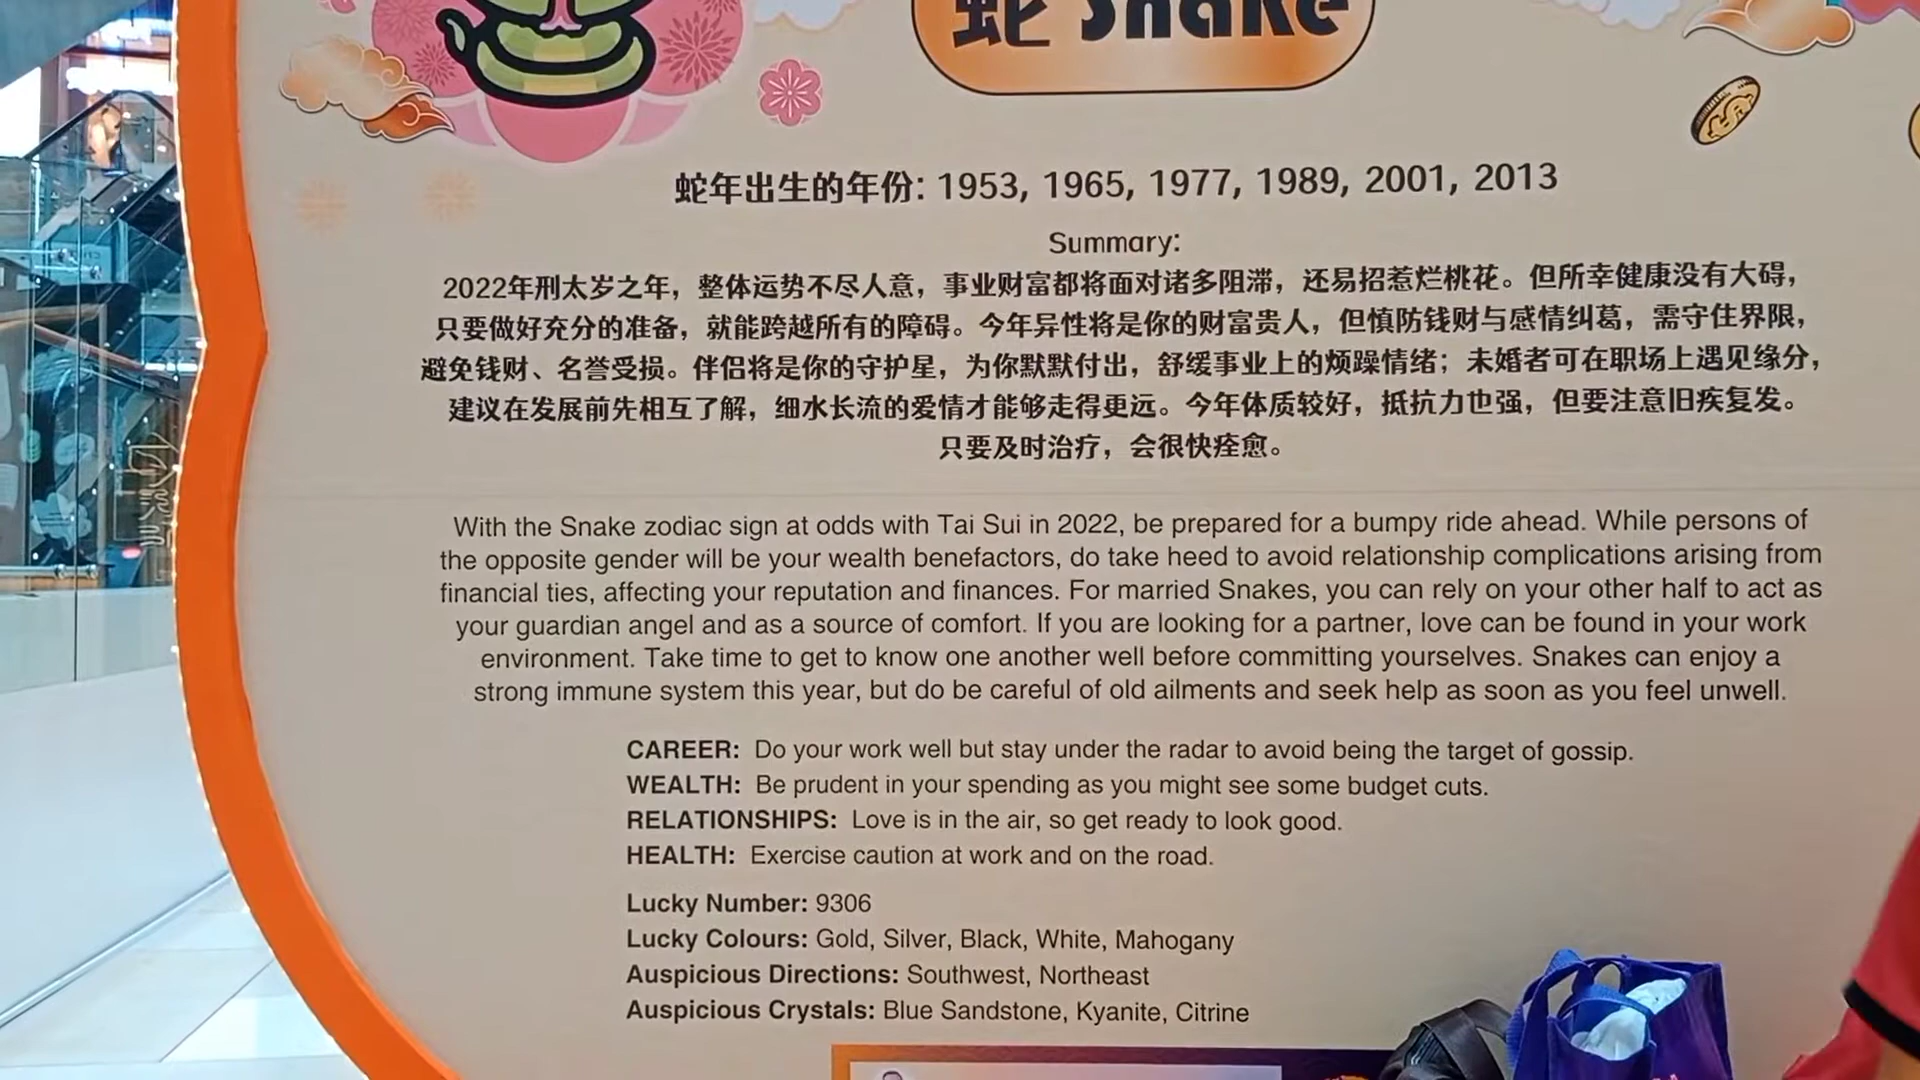 蛇 Snake
蛇年出生的年份: 1953, 1965, 1977, 1989, 2001, 2013
Summary:
2022年刑太岁之年，整体运势不尽人意，事业财富都将面对诸多阻滞，还易招惹烂桃花。但所幸健康没有大碍，
只要做好充分的准备，就能跨越所有的障碍。今年异性将是你的财富贵人，但慎防钱财与感情纠葛，需守住界限，
避免钱财、名誉受损。伴侣将是你的守护星，为你默默付出，舒缓事业上的烦躁情绪；未婚者可在职场上遇见缘分，
建议在发展前先相互了解，细水长流的爱情才能够走得更远。今年体质较好，抵抗力也强，但要注意旧疾复发。
只要及时治疗，会很快痊愈。
With the Snake zodiac sign at odds with Tai Sui in 2022, be prepared for a bumpy ride ahead. While persons of
the opposite gender will be your wealth benefactors, do take heed to avoid relationship complications arising from
financial ties, affecting your reputation and finances. For married Snakes, you can rely on your other half to act as
your guardian angel and as a source of comfort. If you are looking for a partner, love can be found in your work
environment. Take time to get to know one another well before committing yourselves. Snakes can enjoy a
strong immune system this year, but do be careful of old ailments and seek help as soon as you feel unwell.
CAREER: Do your work well but stay under the radar to avoid being the target of gossip.
WEALTH: Be prudent in your spending as you might see some budget cuts.
RELATIONSHIPS: Love is in the air, so get ready to look good.
HEALTH: Exercise caution at work and on the road.
Lucky Number: 9306
Lucky Colours: Gold, Silver, Black, White, Mahogany
Auspicious Directions: Southwest, Northeast
Auspicious Crystals: Blue Sandstone, Kyanite, Citrine